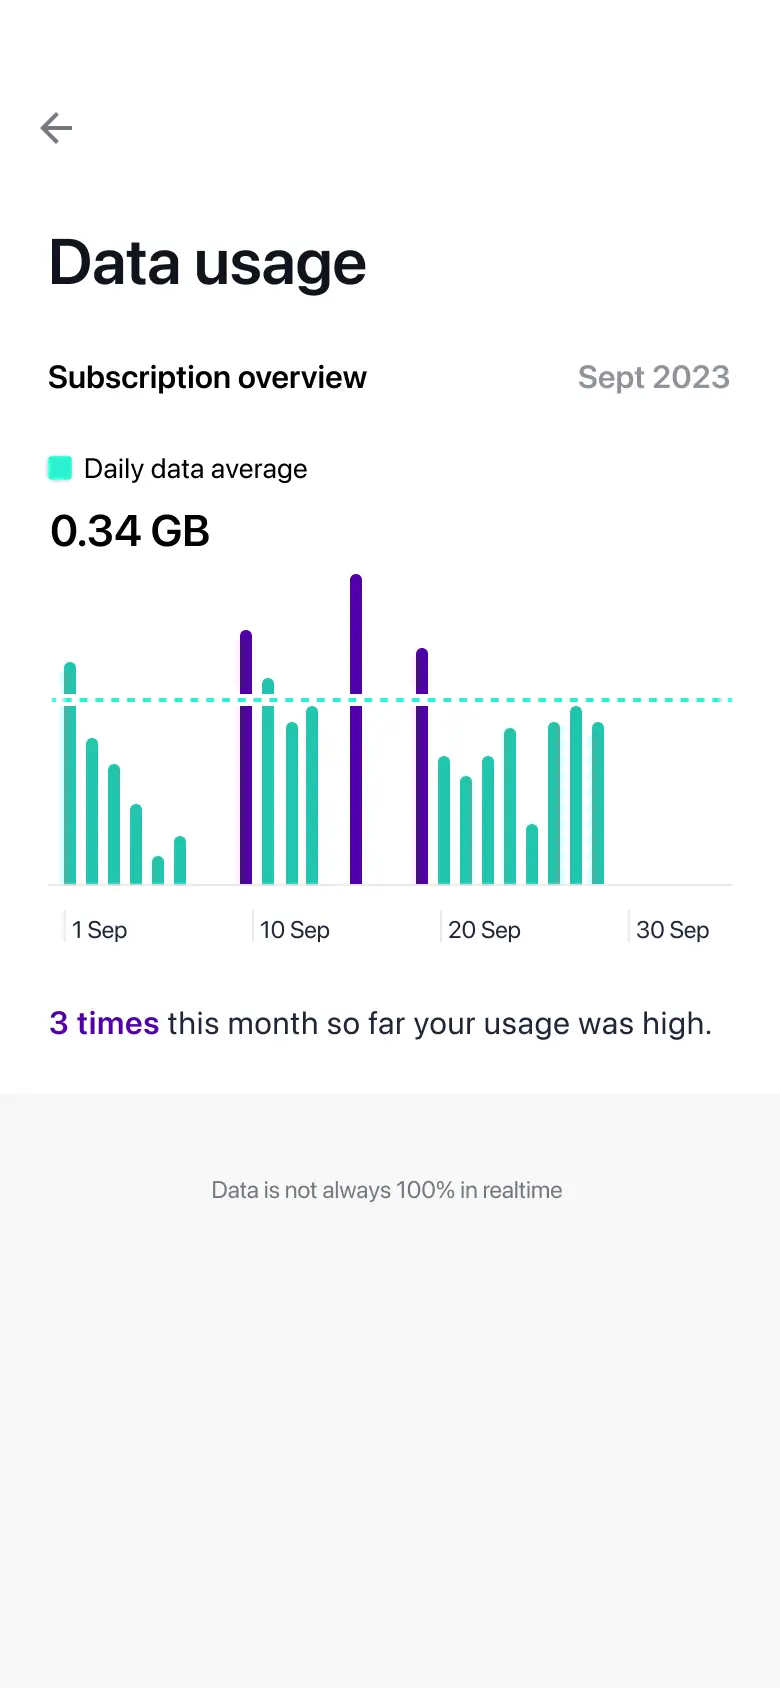 Data usage
Subscription overview
Sept 2023
Daily data average
0.34 GB
1 Sep
10 Sep
20 Sep
30 Sep
3 times this month so far your usage was high.
Data is not always 100% in realtime